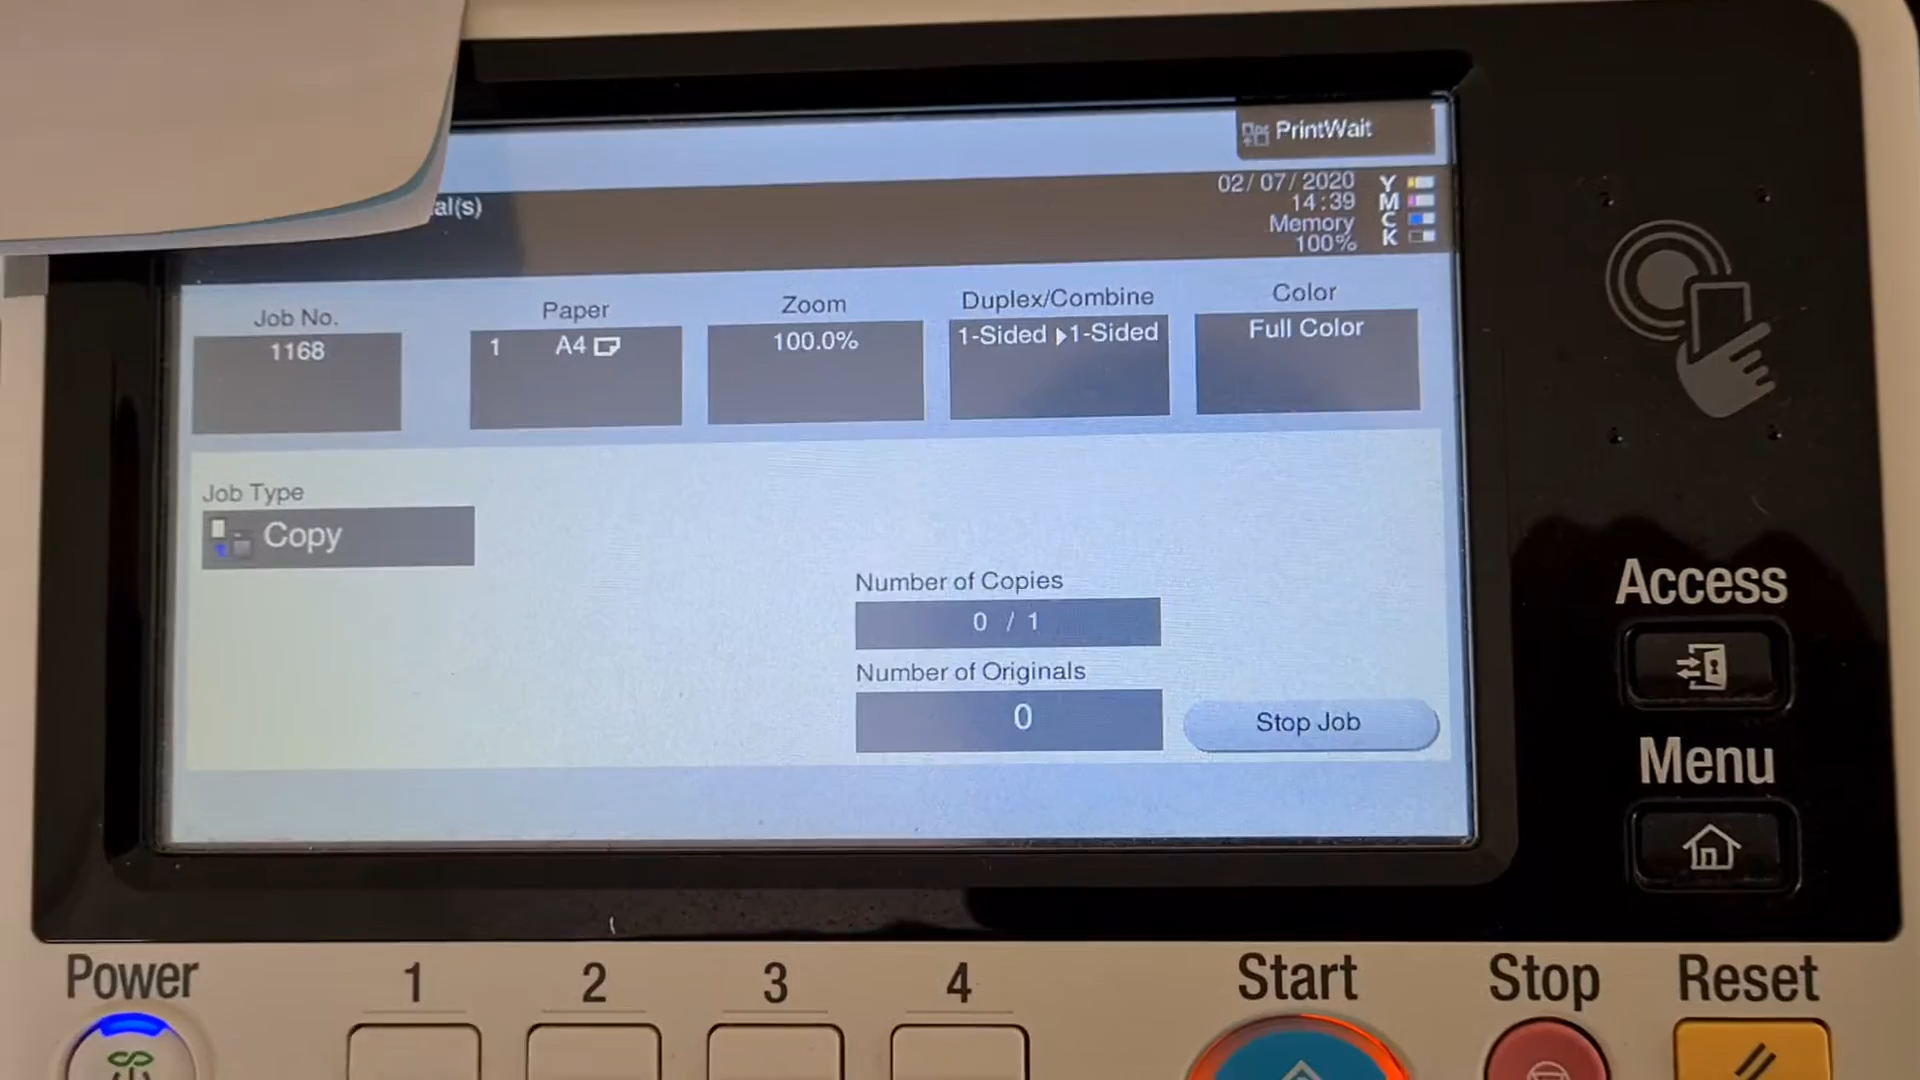 PrintWait
al(s)
02/07/2020
14:39
Memory
100%
Y
M
C
K
Job No.
1168
Paper
1 A4
Zoom
100.0%
Duplex/Combine
1-Sided ▶1-Sided
Color
Full Color
Job Type
Copy
Number of Copies
0 / 1
Number of Originals
0
Stop Job
Access
Menu
Power
1
2
3
4
Start
Stop
Reset